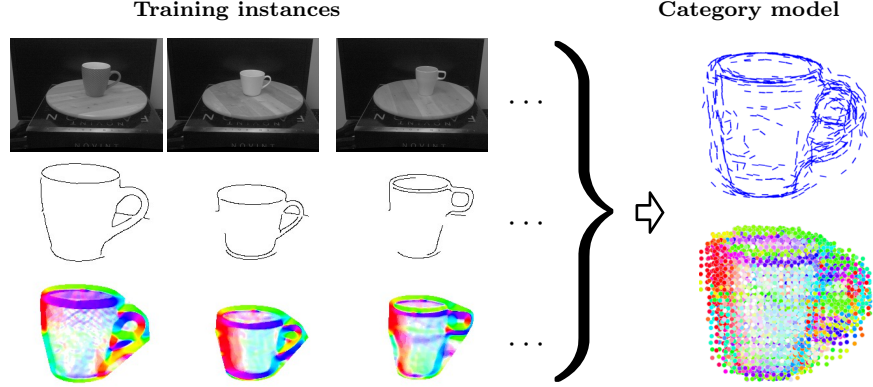 Training instances
Category model
. . .
. . .
. . .